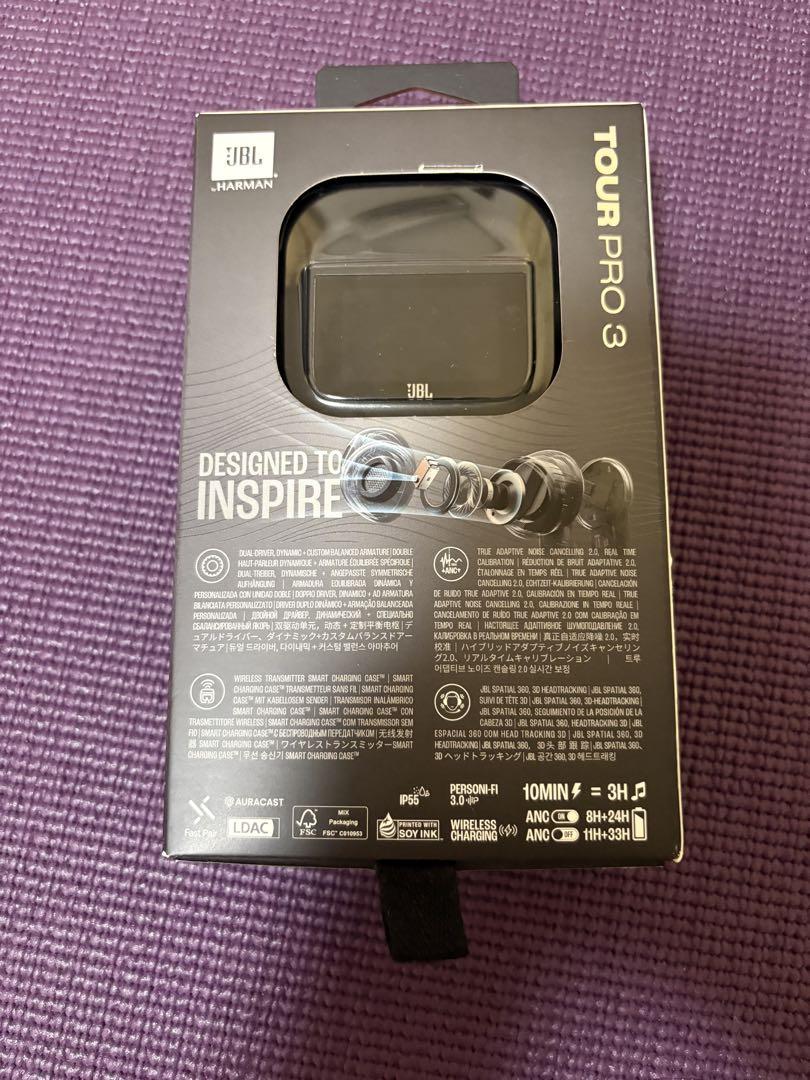 JBL
by HARMAN
TOUR PRO 3
JBL
DESIGNED TO
INSPIRE
DUAL-DRIVER, DYNAMIC + CUSTOM BALANCED ARMATURE | DOUBLE
HAUT-PARLEUR DYNAMIQUE + ARMATURE ÉQUILIBRÉE SPÉCIFIQUE |
DUAL-TREIBER, DYNAMISCHE + ANGEPASSTE SYMMETRISCHE
AUFHÄNGUNG | ARMADURA EQUILIBRADA DINÁMICA Y
PERSONALIZADA CON UNIDAD DOBLE | DOPPIO DRIVER, DINAMICO + AD ARMATURA
BILANCIATA PERSONALIZZATO | DRIVER DUPLO DINÂMICO + ARMAÇÃO BALANCEADA
PERSONALIZADA | ДВОЙНОЙ ДРАЙВЕР, ДИНАМИЧЕСКИЙ + СПЕЦИАЛЬНО
СБАЛАНСИРОВАННЫЙ ЯКОРЬ | 双驱动单元，动态 + 定制平衡电枢 | デ
ュアルドライバー、ダイナミック+カスタムバランスドアー
マチュア | 듀얼 드라이버, 다이내믹 + 커스텀 밸런스 아마추어
+ANC+
TRUE ADAPTIVE NOISE CANCELLING 2.0, REAL TIME
CALIBRATION | RÉDUCTION DE BRUIT ADAPTATIVE 2.0,
ÉTALONNAGE EN TEMPS RÉEL | TRUE ADAPTIVE NOISE
CANCELLING 2.0, ECHTZEIT-KALIBRIERUNG | CANCELACIÓN
DE RUIDO TRUE ADAPTIVE 2.0, CALIBRACIÓN EN TIEMPO REAL | TRUE
ADAPTIVE NOISE CANCELLING 2.0, CALIBRAZIONE IN TEMPO REALE |
CANCELAMENTO DE RUIDO TRUE ADAPTIVE 2.0 COM CALIBRAÇÃO EM
TEMPO REAL | НАСТОЯЩЕЕ АДАПТИВНОЕ ШУМОПОДАВЛЕНИЕ 2.0,
КАЛИБРОВКА В РЕАЛЬНОМ ВРЕМЕНИ | 真正自适应降噪 2.0，实时
校准 | ハイブリッドアダプティブノイズキャンセリン
グ2.0、リアルタイムキャリブレーション | 트루
어댑티브 노이즈 캔슬링 2.0 실시간 보정
WIRELESS TRANSMITTER SMART CHARGING CASE™ | SMART
CHARGING CASE™ TRANSMETTEUR SANS FIL | SMART CHARGING
CASE™ MIT KABELLOSEM SENDER | TRANSMISOR INALÁMBRICO
SMART CHARGING CASE™ | SMART CHARGING CASE™ CON
TRASMETTITORE WIRELESS | SMART CHARGING CASE™ COM TRANSMISSOR SEM
FIO | SMART CHARGING CASE™ С БЕСПРОВОДНЫМ ПЕРЕДАТЧИКОМ | 无线发射
器 SMART CHARGING CASE™ | ワイヤレストランスミッターSMART
CHARGING CASE™ | 무선 송신기 SMART CHARGING CASE™
JBL SPATIAL 360, 3D HEADTRACKING | JBL SPATIAL 360,
SUIVI DE TÊTE 3D | JBL SPATIAL 360, 3D HEADTRACKING |
JBL SPATIAL 360, SEGUIMIENTO DE POSICIÓN DE LA
CABEZA 3D | JBL SPATIAL 360, HEADTRACKING 3D | JBL
ESPACIAL 360 COM HEAD TRACKING 3D | JBL SPATIAL 360, 3D
HEADTRACKING | JBL SPATIAL 360, 3D 头部跟踪 | JBL SPATIAL 360、
3D ヘッドトラッキング | JBL 공간 360, 3D 헤드트래킹
Fast Pair
AURACAST
LDAC
FSC
MIX
Packaging
FSC™ C010953
IP55
PRINTED WITH
SOY INK
PERSONI-FI
3.0
WIRELESS
CHARGING
10MIN = 3H
ANC ON 8H+24H
ANC OFF 11H+33H